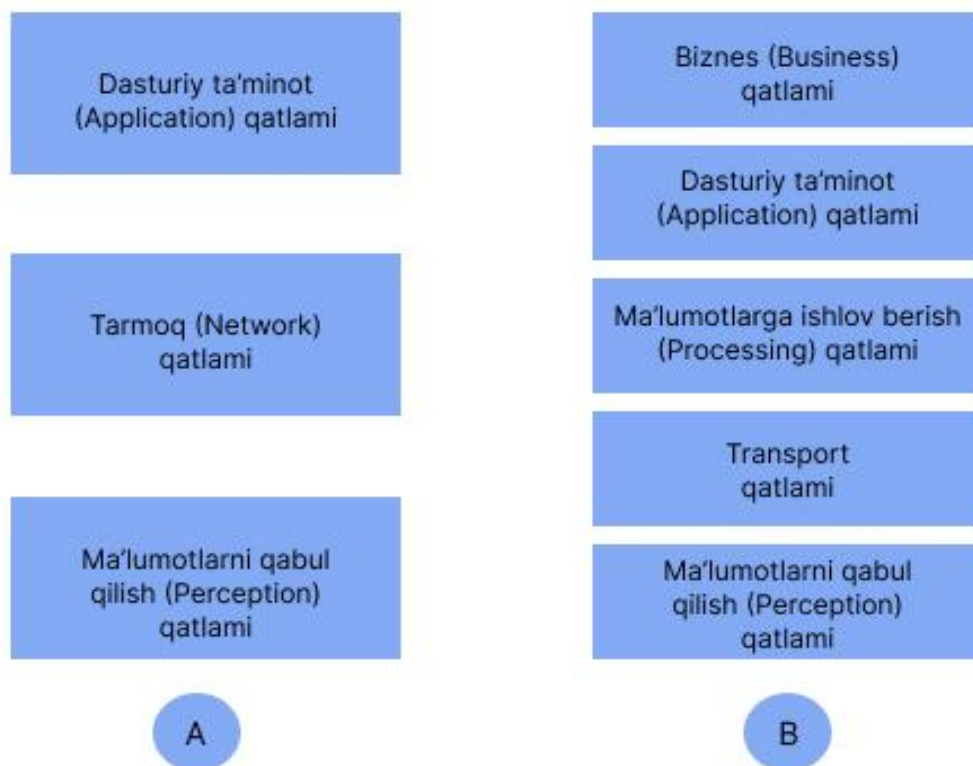 Dasturiy ta'minot
(Application) qatlami
Tarmoq (Network)
qatlami
Ma'lumotlarni qabul
qilish (Perception)
qatlami
A
Biznes (Business)
qatlami
Dasturiy ta'minot
(Application) qatlami
Ma'lumotlarga ishlov berish
(Processing) qatlami
Transport
qatlami
Ma'lumotlarni qabul
qilish (Perception)
qatlami
B